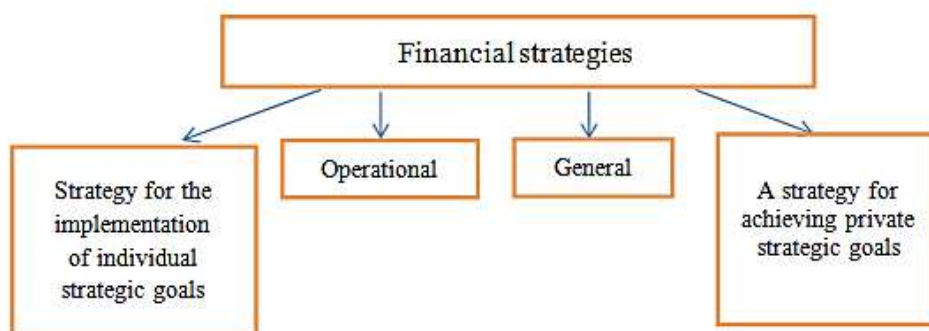 Financial strategies
Strategy for the
implementation
of individual
strategic goals
Operational
General
A strategy for
achieving private
strategic goals